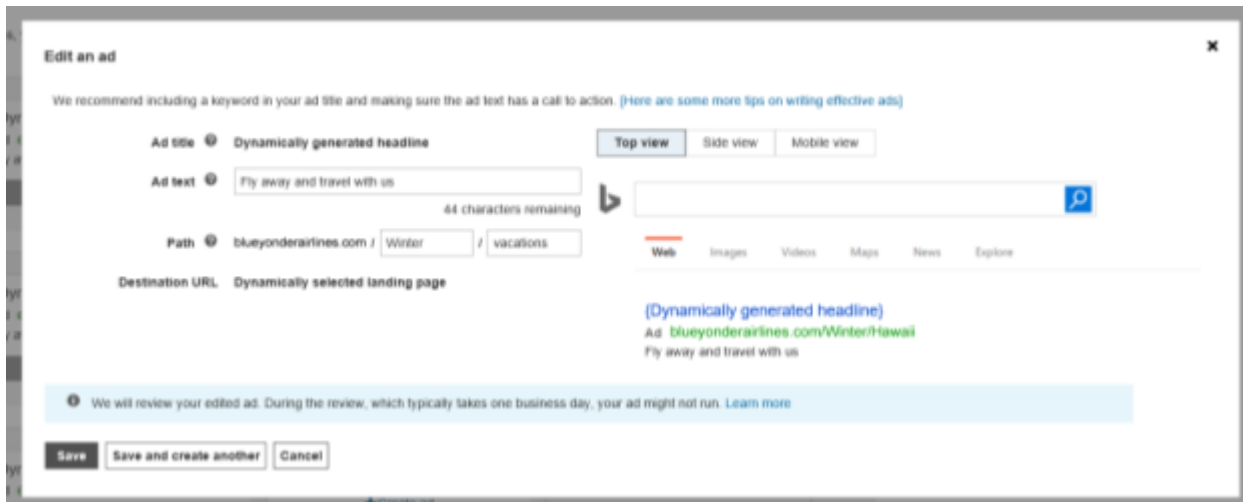 Edit an ad
We recommend including a keyword in your ad title and making sure the ad text has a call to action. [Here are some more tips on writing effective ads]
Ad title Dynamically generated headline
Top view Side view Mobile view
Ad text Fly away and travel with us
44 characters remaining
Path blueyonderairlines.com / Winter / vacations
Web Images Videos Maps News Explore
Destination URL Dynamically selected landing page
{Dynamically generated headline}
Ad blueyonderairlines.com/Winter/Hawaii
Fly away and travel with us
We will review your edited ad. During the review, which typically takes one business day, your ad might not run. Learn more
Save Save and create another Cancel